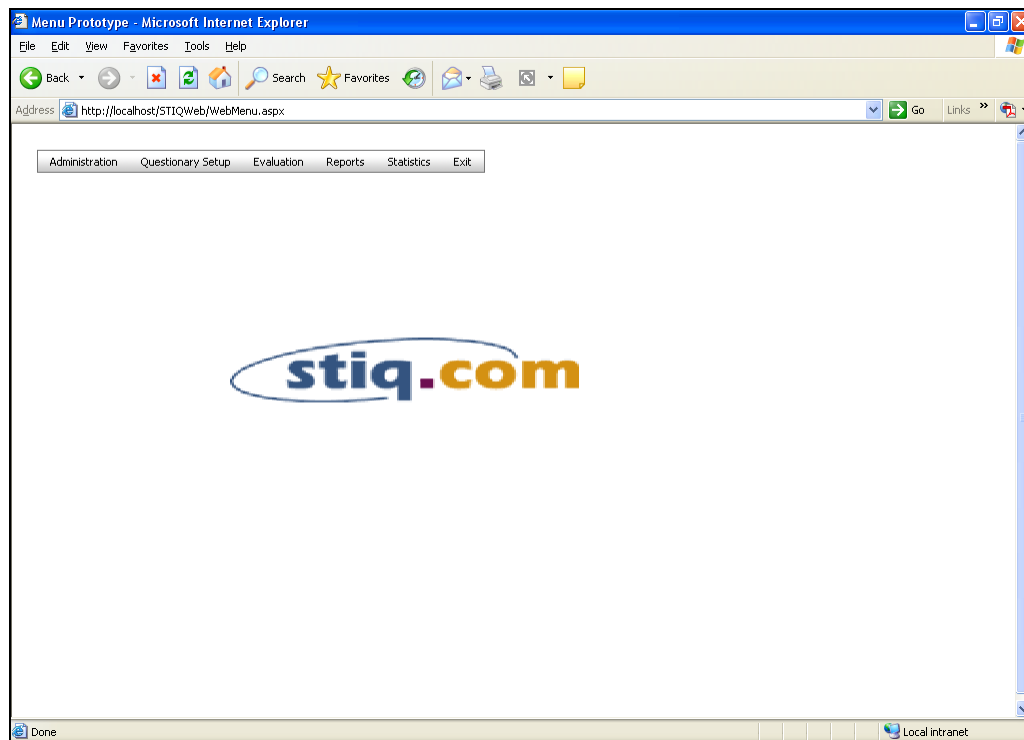 Menu Prototype - Microsoft Internet Explorer
File Edit View Favorites Tools Help
Back Search Favorites
Address http://localhost/STIQWeb/WebMenu.aspx Go Links »
Administration Questionary Setup Evaluation Reports Statistics Exit
stiq.com
Done Local intranet